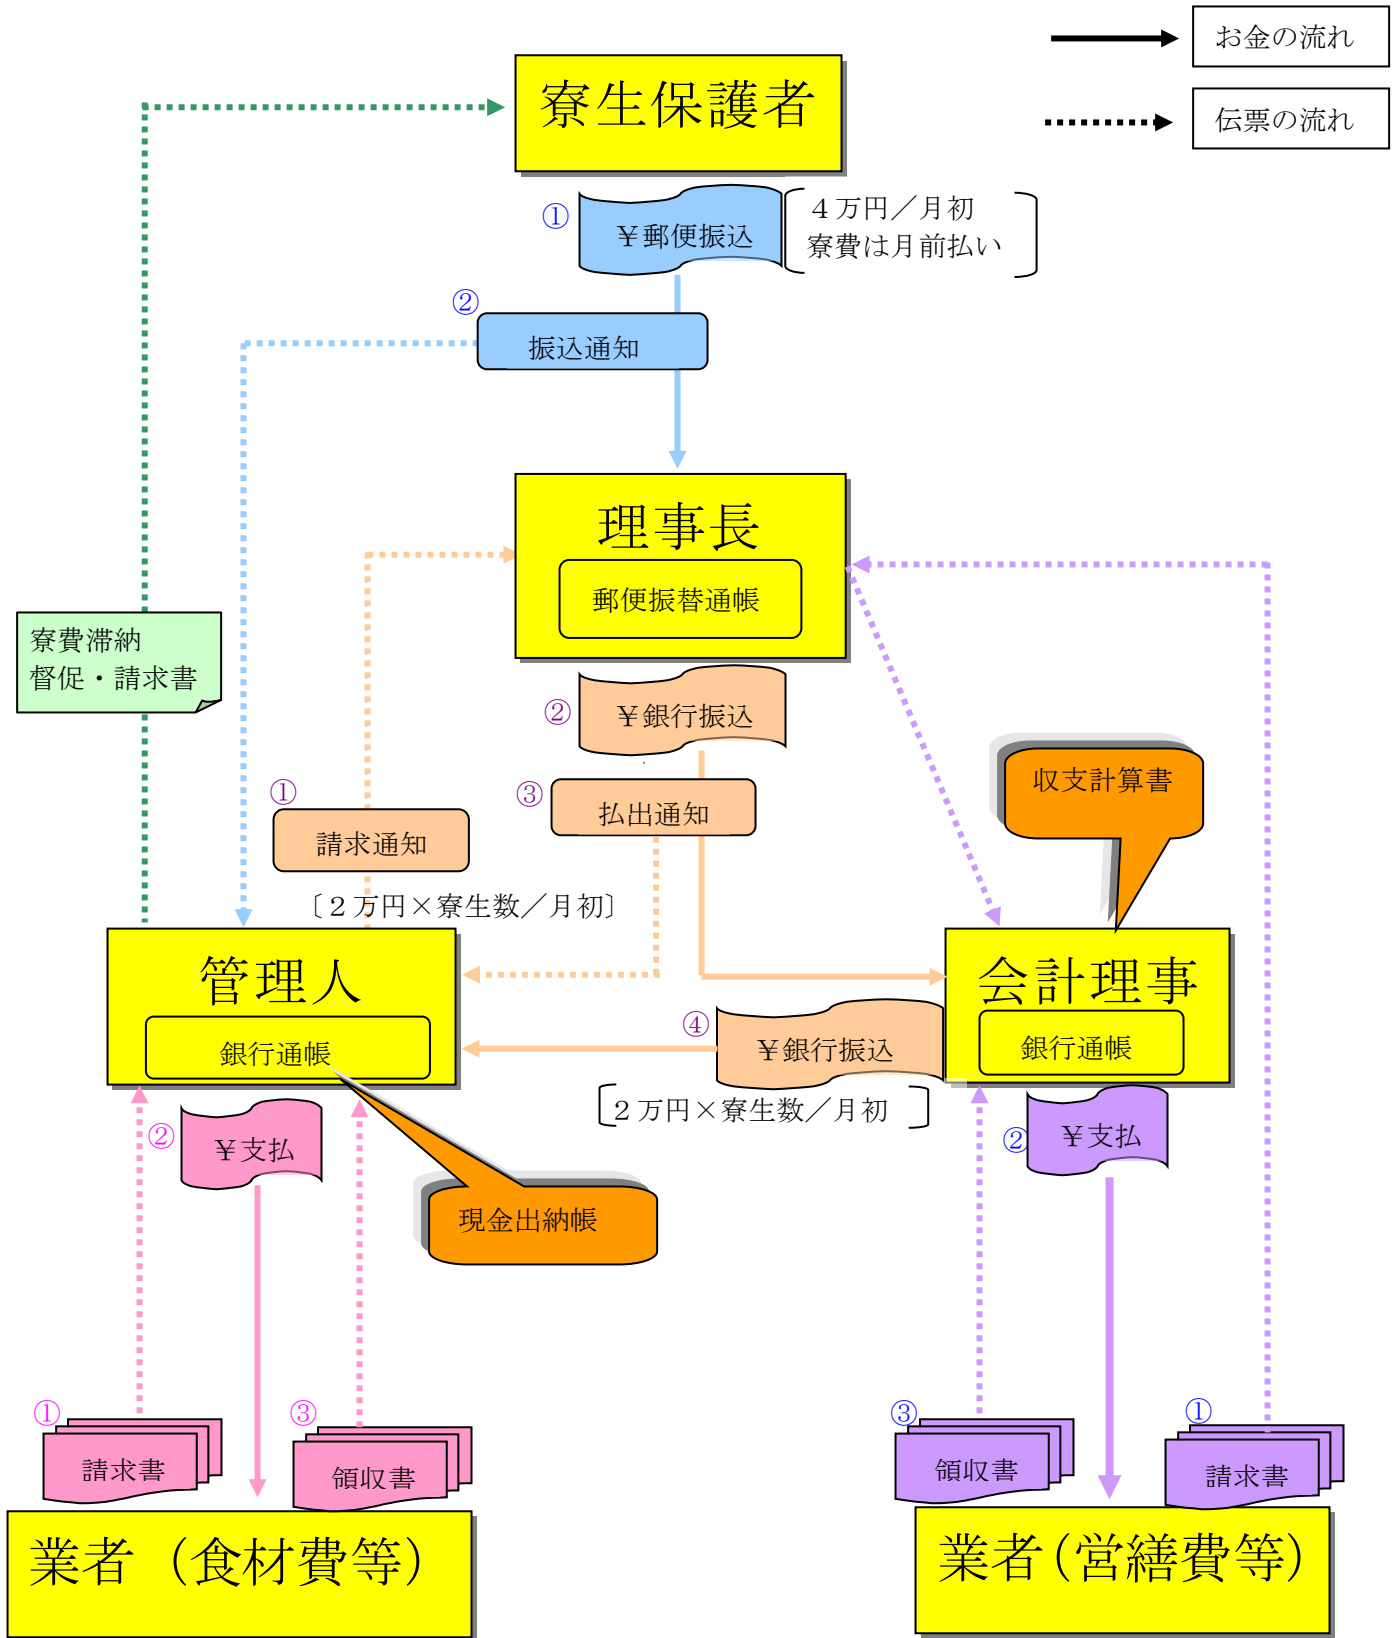 お金の流れ
伝票の流れ
寮生保護者
①
￥郵便振込
４万円／月初
寮費は月前払い
②
振込通知
理事長
郵便振替通帳
寮費滞納
督促・請求書
②
￥銀行振込
①
請求通知
③
払出通知
収支計算書
〔２万円×寮生数／月初〕
管理人
銀行通帳
会計理事
銀行通帳
④
￥銀行振込
２万円×寮生数／月初
②
￥支払
②
￥支払
現金出納帳
①
請求書
③
領収書
③
領収書
①
請求書
業者（食材費等）
業者（営繕費等）